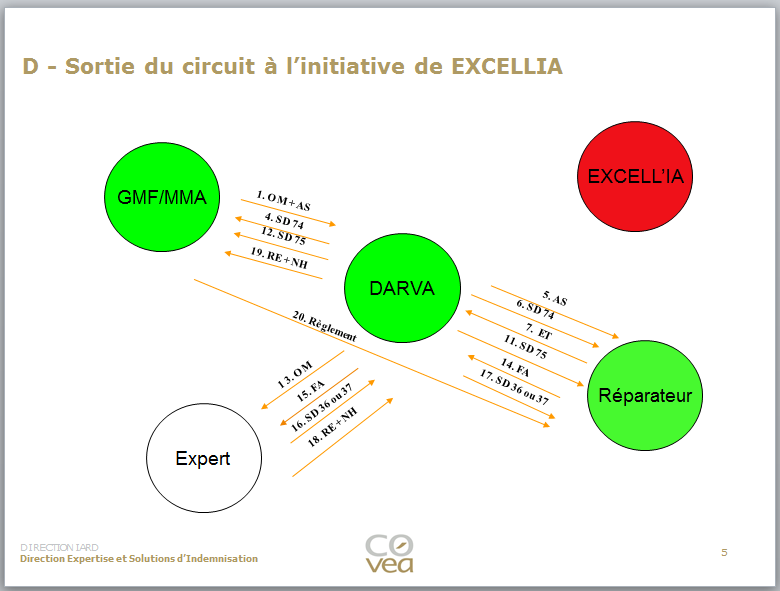 D - Sortie du circuit à l’initiative de EXCELLIA
EXCELL’IA
GMF/MMA
1. OM+AS
4. SD 74
12. SD 75
19. RE+NH
DARVA
5. AS
6. SD 74
7. ET
11. SD 75
14. FA
17. SD 36 ou 37
20. Règlement
Réparateur
13. OM
15. FA
16. SD 36 ou 37
18. RE+NH
Expert
DIRECTION IARD
Direction Expertise et Solutions d’Indemnisation
COvea
5